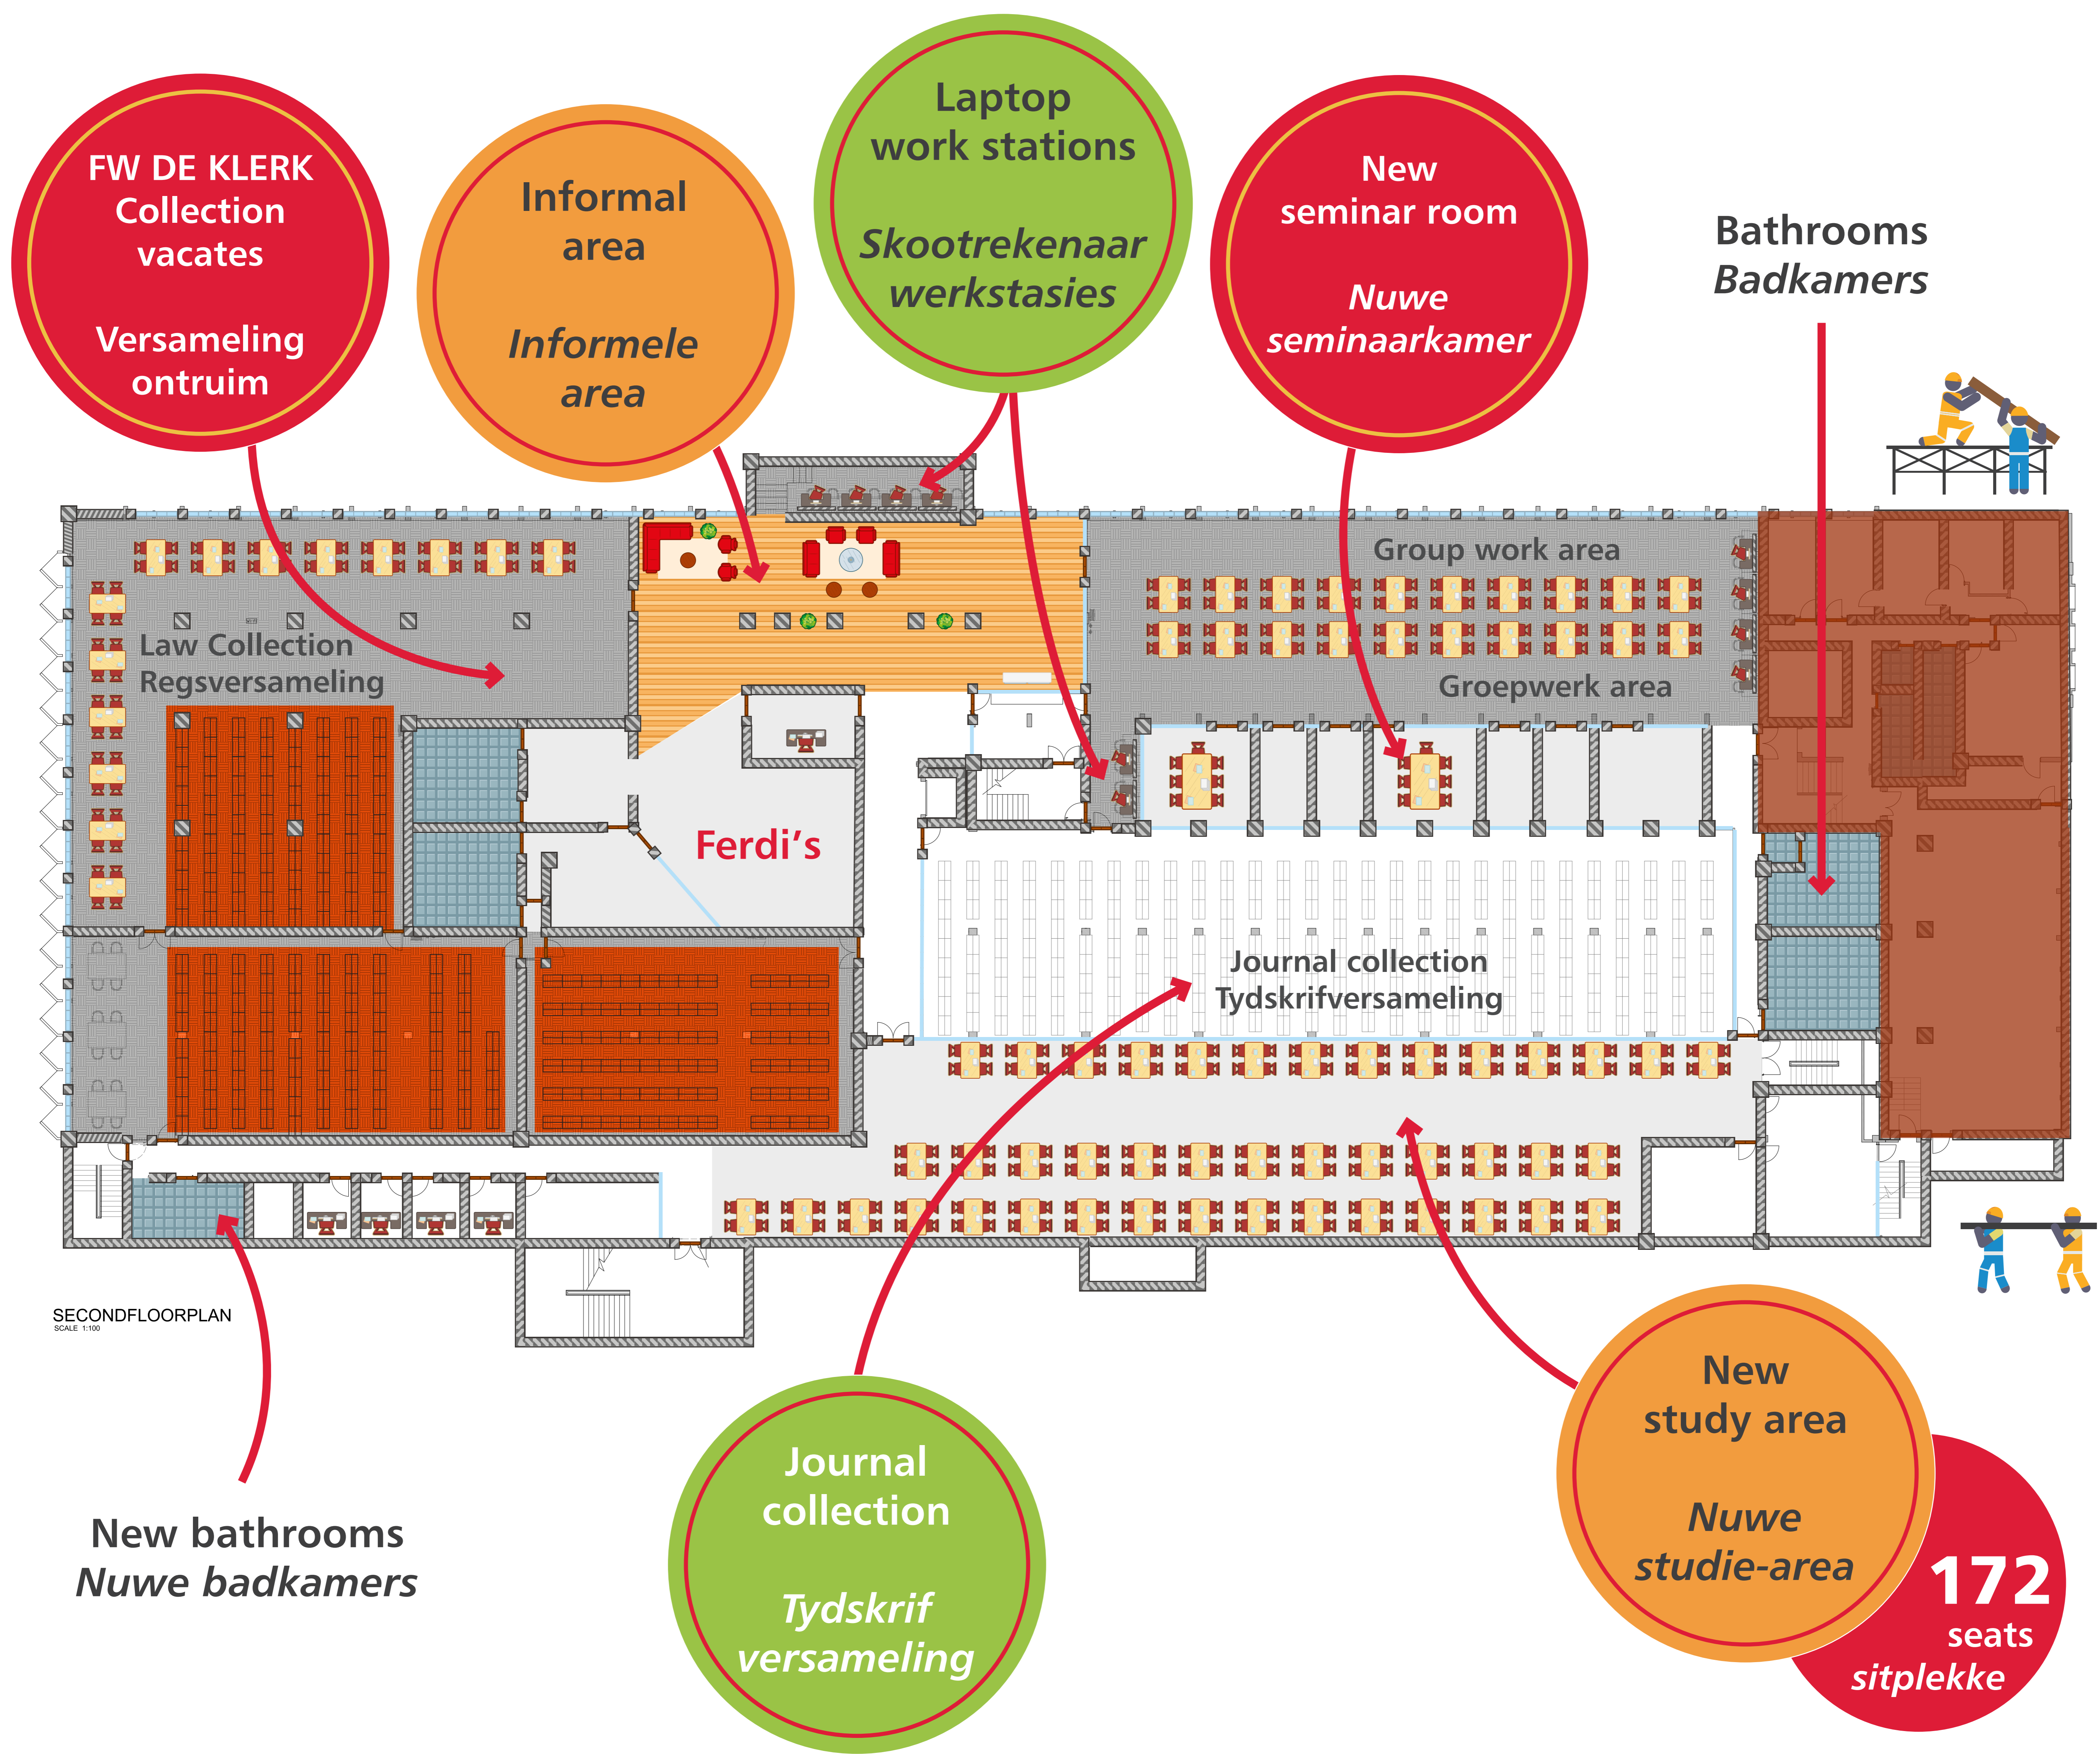 FW DE KLERK
Collection
vacates
Versameling
ontruim
Informal
area
Informele
area
Laptop
work stations
Skootrekenaar
werkstasies
New
seminar room
Nuwe
seminaarkamer
Bathrooms
Badkamers
Group work area
Groepwerk area
Law Collection
Regsversameling
Ferdi's
Journal collection
Tydskrifversameling
SECONDFLOORPLAN
SCALE 1:100
New bathrooms
Nuwe badkamers
Journal
collection
Tydskrif
versameling
New
study area
Nuwe
studie-area
172
seats
sitplekke